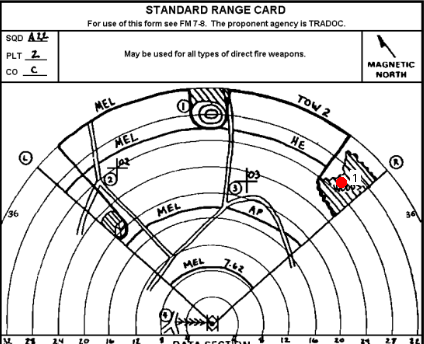 STANDARD RANGE CARD
For use of this form see FM 7-8. The proponent agency is TRADOC.
SQD A22
PLT 2
CO C
May be used for all types of direct fire weapons.
MAGNETIC
NORTH
MEL
1
TOW 2
MEL
HE
L
R
02
2
03
3
1
MEL
AP
36
36
MEL 7.62
4
32 28 24 20 16 12 8
8 12 16 20 24 28 32
DATA SECTION